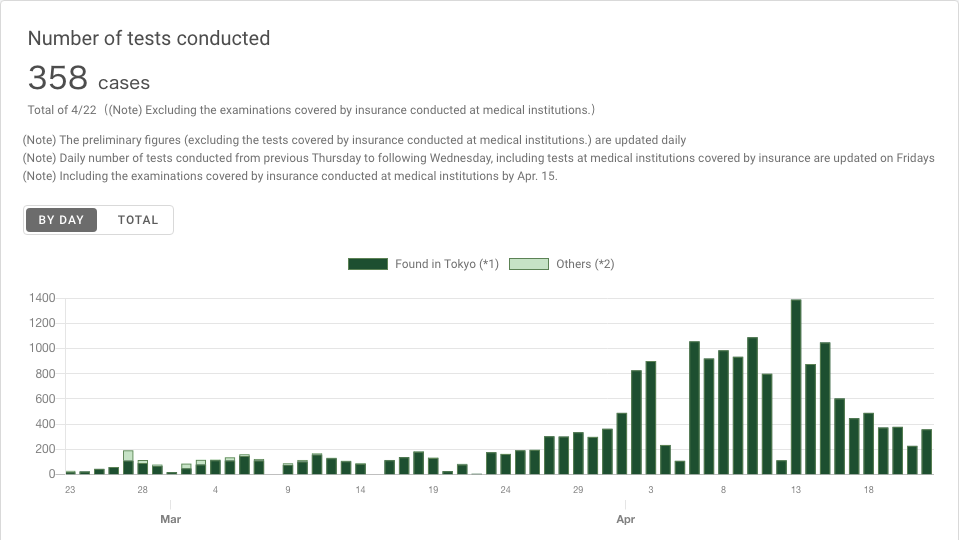 Number of tests conducted
358 cases
Total of 4/22 ((Note) Excluding the examinations covered by insurance conducted at medical institutions.)
(Note) The preliminary figures (excluding the tests covered by insurance conducted at medical institutions.) are updated daily
(Note) Daily number of tests conducted from previous Thursday to following Wednesday, including tests at medical institutions covered by insurance are updated on Fridays
(Note) Including the examinations covered by insurance conducted at medical institutions by Apr. 15.
BY DAY TOTAL
Found in Tokyo (*1) Others (*2)
1400
1200
1000
800
600
400
200
0
23 28 4 9 14 19 24 29 3 8 13 18
Mar Apr